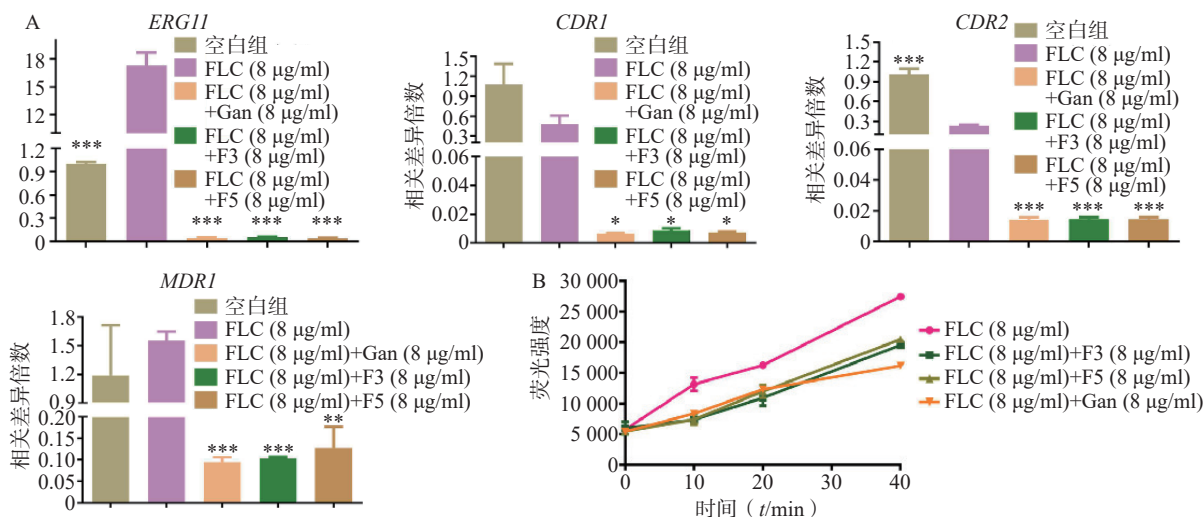 A
ERG11
相关差异倍数
18
15
12
1.2
0.9
0.6
0.3
0
***
***
***
***
空白组
FLC (8 μg/ml)
FLC (8 μg/ml)
+Gan (8 μg/ml)
FLC (8 μg/ml)
+F3 (8 μg/ml)
FLC (8 μg/ml)
+F5 (8 μg/ml)
CDR1
相关差异倍数
1.5
1.2
0.9
0.6
0.3
0.06
0.04
0.02
0
*
*
*
空白组
FLC (8 μg/ml)
FLC (8 μg/ml)
+Gan (8 μg/ml)
FLC (8 μg/ml)
+F3 (8 μg/ml)
FLC (8 μg/ml)
+F5 (8 μg/ml)
CDR2
相关差异倍数
1.5
1.2
0.9
0.6
0.3
0.06
0.04
0.02
0
***
***
***
***
空白组
FLC (8 μg/ml)
FLC (8 μg/ml)
+Gan (8 μg/ml)
FLC (8 μg/ml)
+F3 (8 μg/ml)
FLC (8 μg/ml)
+F5 (8 μg/ml)
MDR1
相关差异倍数
1.8
1.5
1.2
0.9
0.20
0.15
0.10
0.05
0
***
***
**
空白组
FLC (8 μg/ml)
FLC (8 μg/ml)+Gan (8 μg/ml)
FLC (8 μg/ml)+F3 (8 μg/ml)
FLC (8 μg/ml)+F5 (8 μg/ml)
B
荧光强度
30 000
25 000
20 000
15 000
10 000
5 000
0
0 10 20 30 40
时间（t/min）
FLC (8 μg/ml)
FLC (8 μg/ml)+F3 (8 μg/ml)
FLC (8 μg/ml)+F5 (8 μg/ml)
FLC (8 μg/ml)+Gan (8 μg/ml)